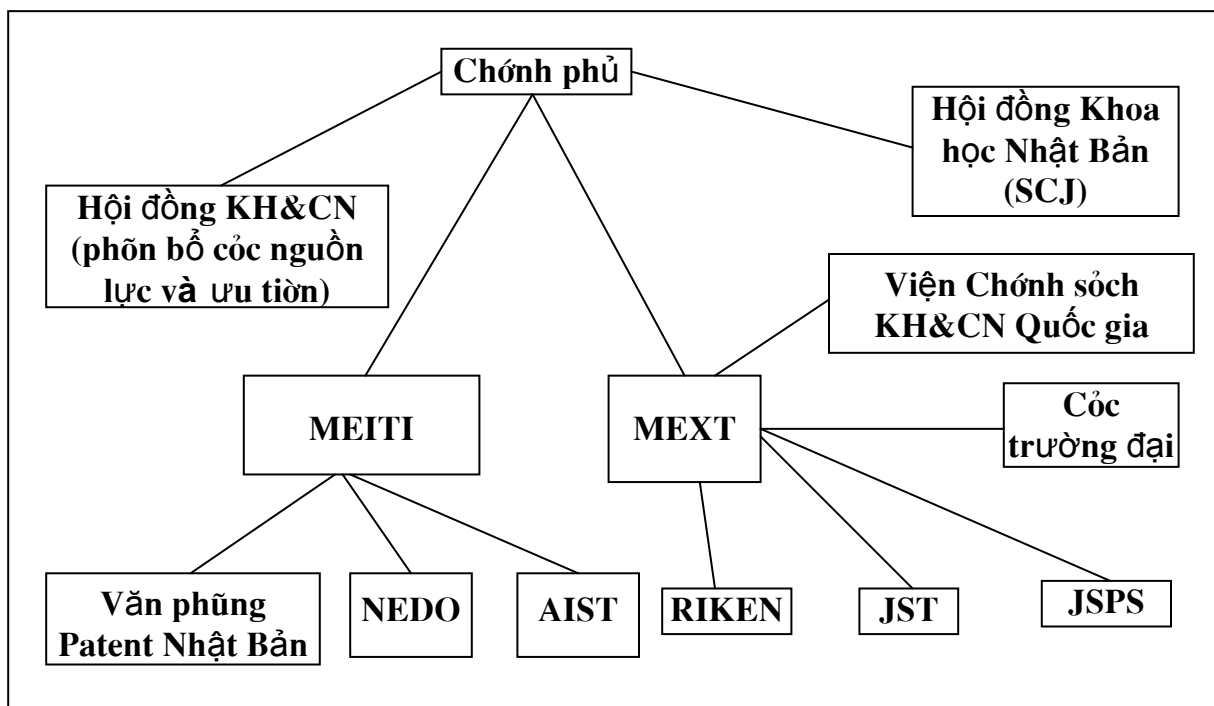 Chớnh phủ
Hội đồng Khoa
học Nhật Bản
(SCJ)
Hội đồng KH&CN
(phõn bổ cỏc nguồn
lực và ưu tiờn)
Viện Chớnh sỏch
KH&CN Quốc gia
MEITI
MEXT
Cỏc
trường đại
Văn phũng
Patent Nhật Bản
NEDO
AIST
RIKEN
JST
JSPS